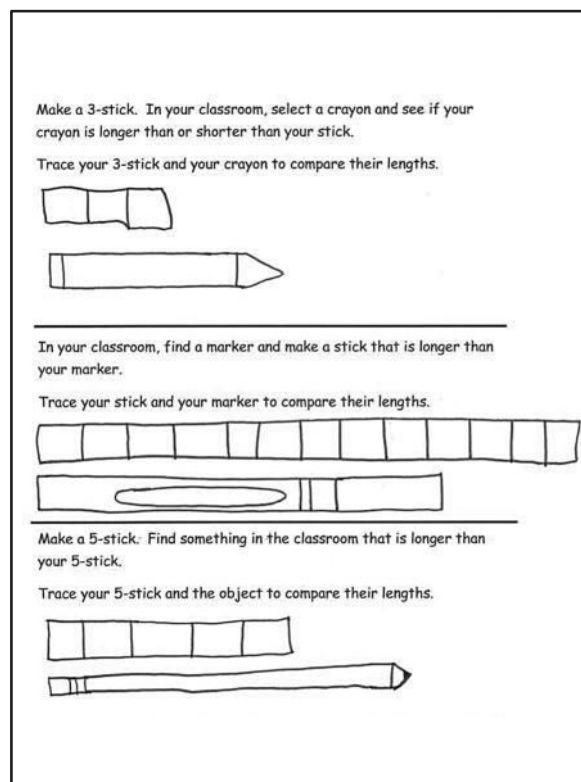 Make a 3-stick. In your classroom, select a crayon and see if your
crayon is longer than or shorter than your stick.
Trace your 3-stick and your crayon to compare their lengths.
In your classroom, find a marker and make a stick that is longer than
your marker.
Trace your stick and your marker to compare their lengths.
Make a 5-stick. Find something in the classroom that is longer than
your 5-stick.
Trace your 5-stick and the object to compare their lengths.